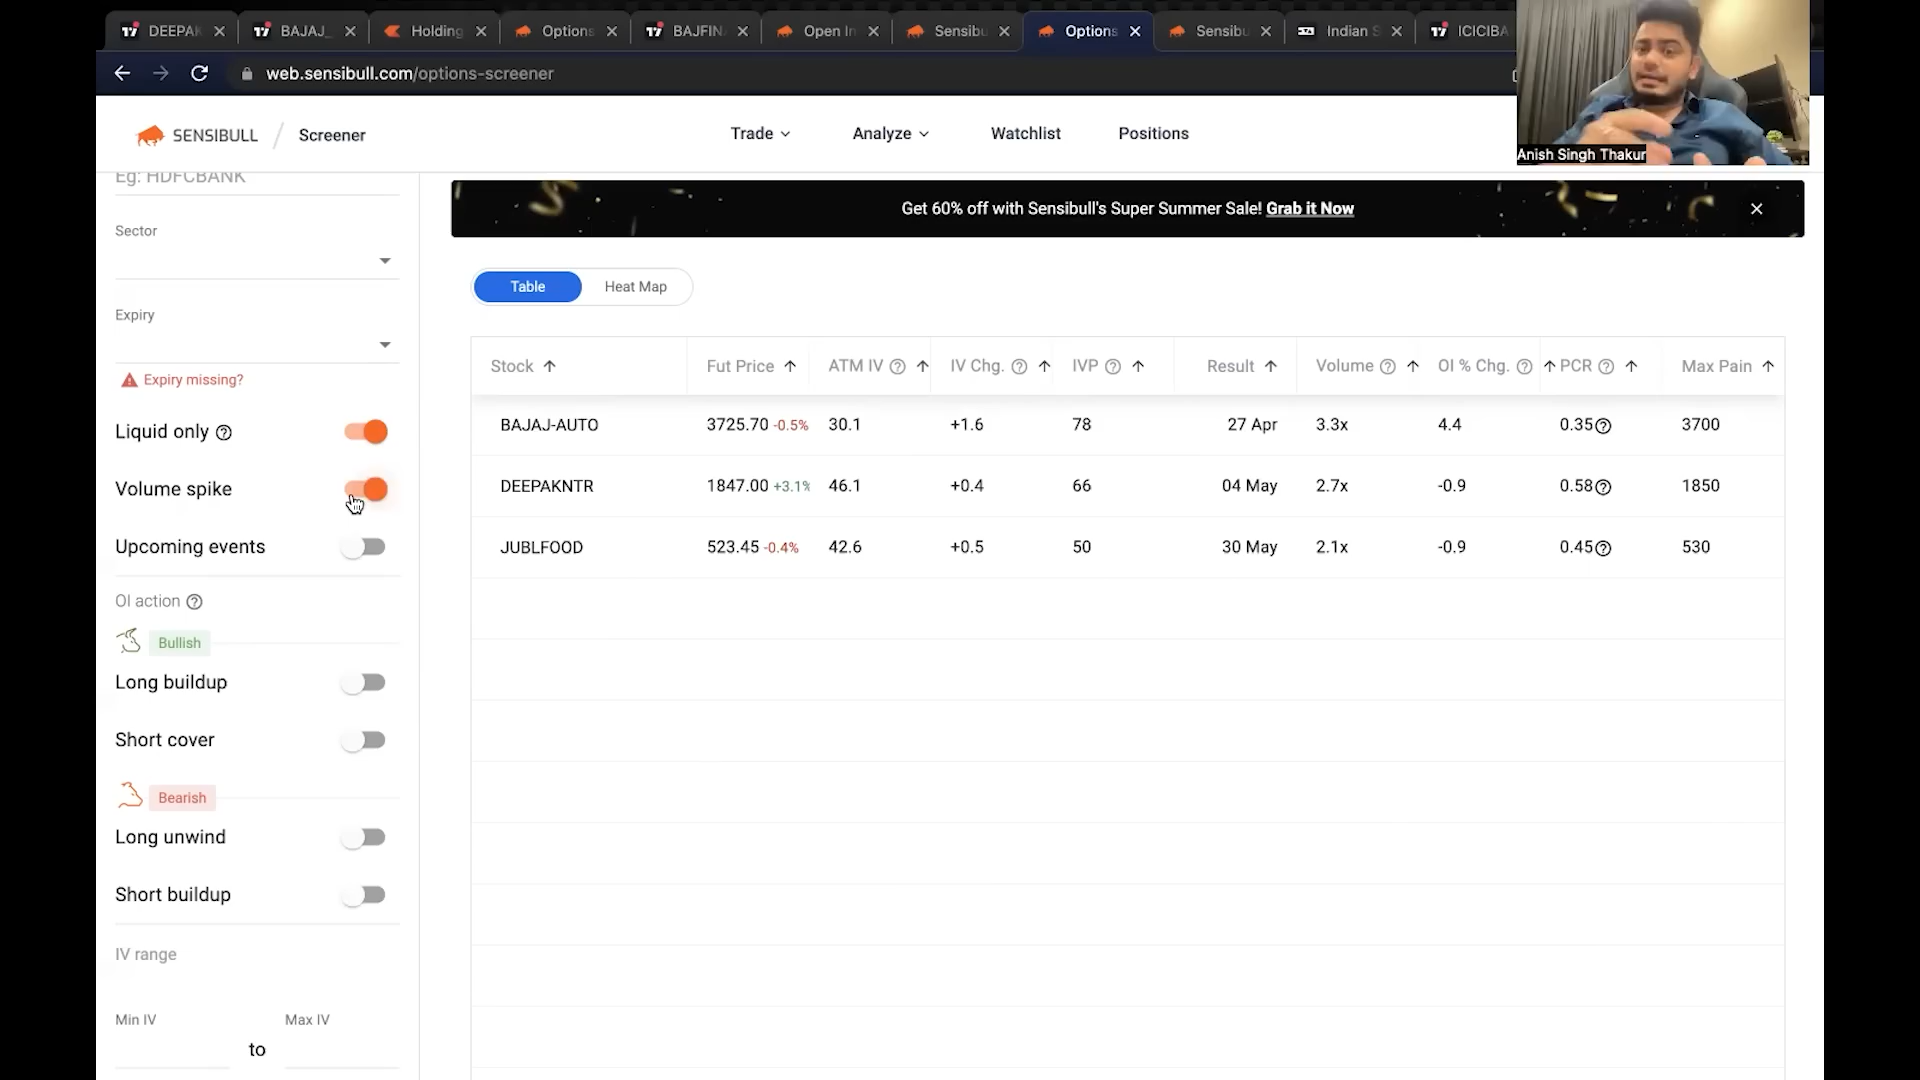 DEEPAK
BAJAJ_
Holding
Options
BAJFIN
Open In
Sensibu
Options
Sensibu
Indian S
ICICIBA
web.sensibull.com/options-screener
SENSIBULL / Screener
Trade
Analyze
Watchlist
Positions
Anish Singh Thakur
Eg: HDFCBANK
Sector
Expiry
Expiry missing?
Liquid only
Volume spike
Upcoming events
OI action
Bullish
Long buildup
Short cover
Bearish
Long unwind
Short buildup
IV range
Min IV Max IV
to
Get 60% off with Sensibull's Super Summer Sale! Grab it Now
Table Heat Map
Stock Fut Price ATM IV IV Chg. IVP Result Volume OI % Chg. PCR Max Pain
BAJAJ-AUTO 3725.70 -0.5% 30.1 +1.6 78 27 Apr 3.3x 4.4 0.35 3700
DEEPAKNTR 1847.00 +3.1% 46.1 +0.4 66 04 May 2.7x -0.9 0.58 1850
JUBLFOOD 523.45 -0.4% 42.6 +0.5 50 30 May 2.1x -0.9 0.45 530